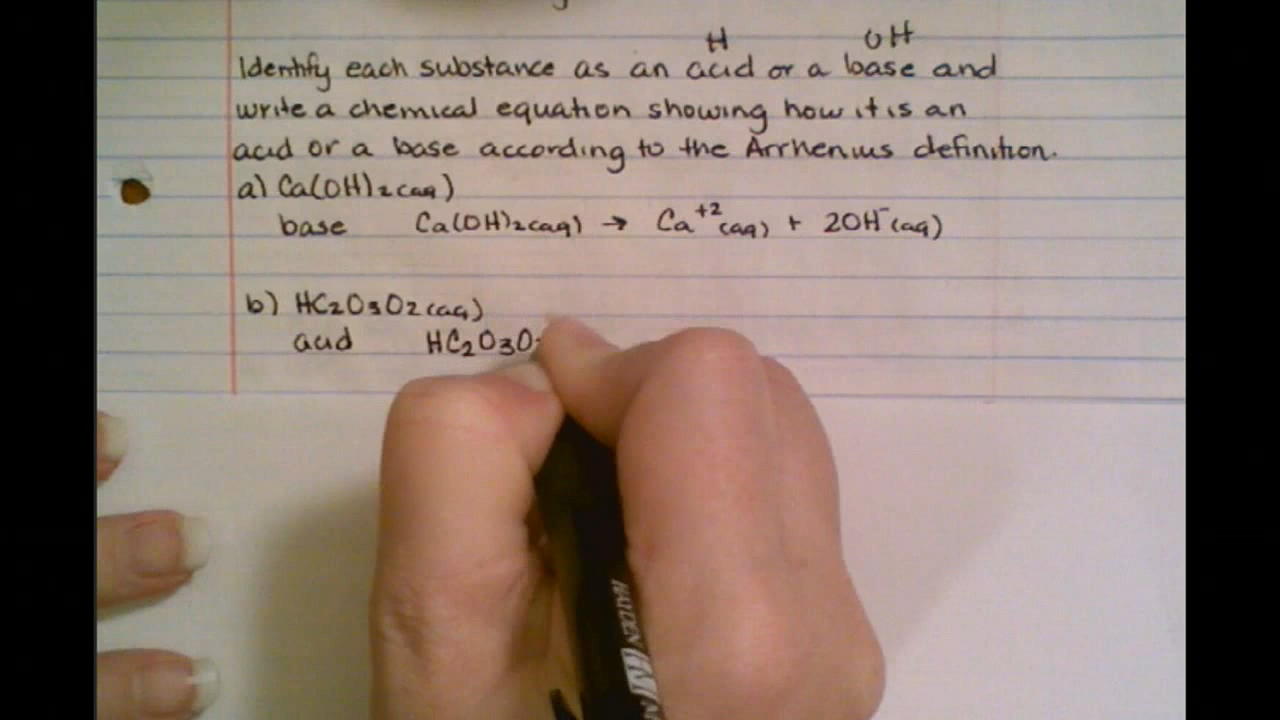 H OH
Identify each substance as an acid or a base and
write a chemical equation showing how it is an
acid or a base according to the Arrhenius definition.
a) Ca(OH)2(aq)
base Ca(OH)2(aq) → Ca+2(aq) + 2OH-(aq)
b) HC2O3O2(aq)
acid HC2O3O